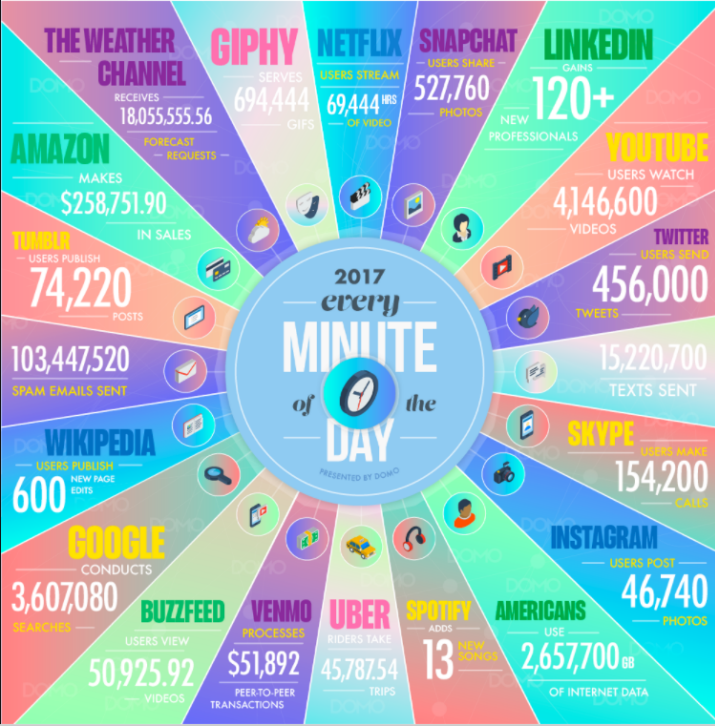 THE WEATHER
CHANNEL
RECEIVES
18,055,555.56
FORECAST
REQUESTS
GIPHY
SERVES
694,444
GIFS
NETFLIX
USERS STREAM
69,444 HRS
OF VIDEO
SNAPCHAT
USERS SHARE
527,760
PHOTOS
LINKEDIN
GAINS
120+
NEW
PROFESSIONALS
YOUTUBE
USERS WATCH
4,146,600
VIDEOS
TWITTER
USERS SEND
456,000
TWEETS
15,220,700
TEXTS SENT
SKYPE
USERS MAKE
154,200
CALLS
INSTAGRAM
USERS POST
46,740
PHOTOS
AMERICANS
USE
2,657,700 GB
OF INTERNET DATA
SPOTIFY
ADDS
13 NEW
SONGS
UBER
RIDERS TAKE
45,787.54
TRIPS
VENMO
PROCESSES
$51,892
PEER-TO-PEER
TRANSACTIONS
BUZZFEED
USERS VIEW
50,925.92
VIDEOS
GOOGLE
CONDUCTS
3,607,080
SEARCHES
WIKIPEDIA
USERS PUBLISH
600 NEW PAGE
EDITS
103,447,520
SPAM EMAILS SENT
TUMBLR
USERS PUBLISH
74,220
POSTS
AMAZON
MAKES
$258,751.90
IN SALES
2017
every
MINUTE
of the
DAY
PRESENTED BY DOMO
DOMO